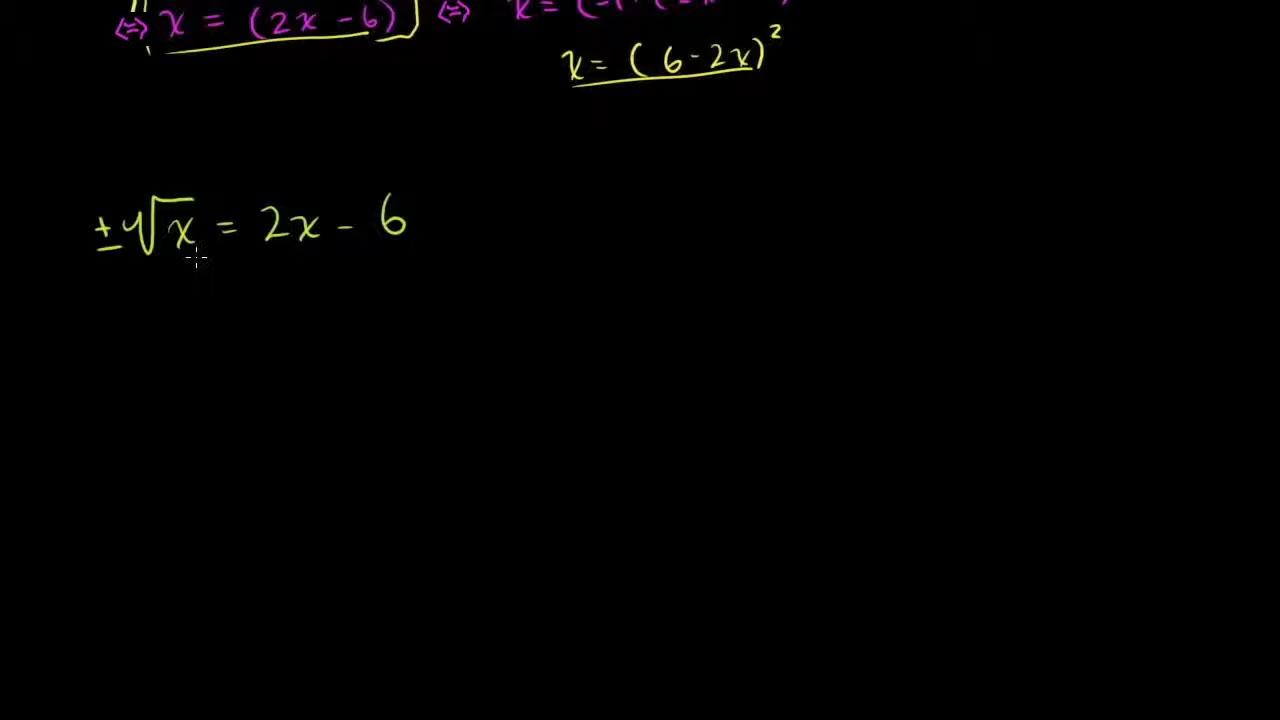 ⇔ x = (2x - 6) ⇔ x =
x = (6 - 2x)²
±√x = 2x - 6